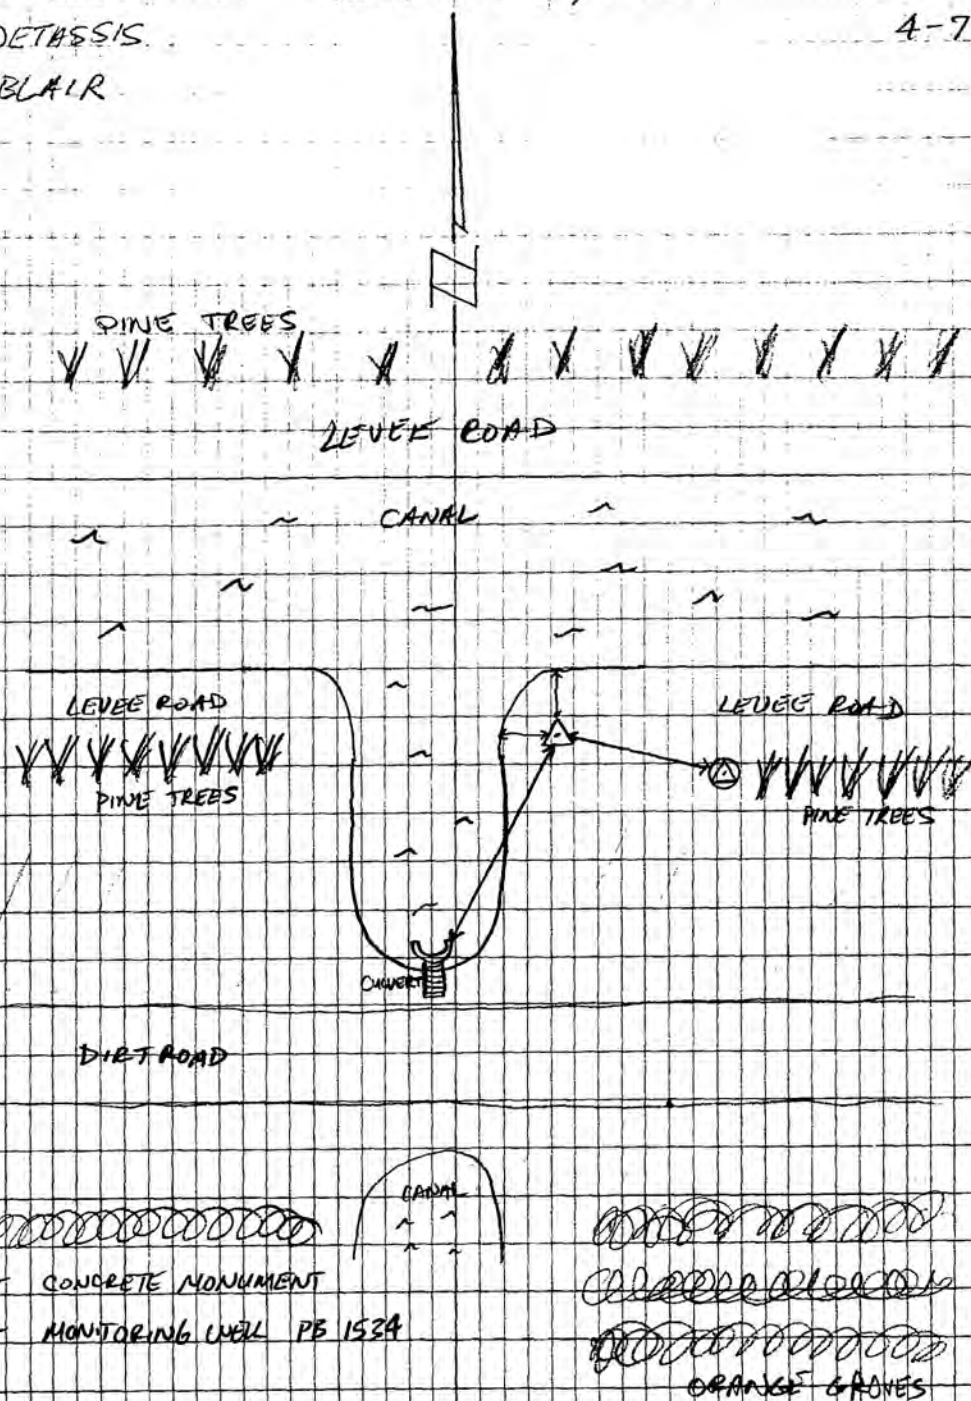 DETASSIS
4-7
BLAIR
N
PINE TREES
LEVEE ROAD
CANAL
LEVEE ROAD
LEVEE ROAD
PINE TREES
PINE TREES
CULVERT
DIRT ROAD
CANAL
- CONCRETE MONUMENT
- MONITORING WELL PB 1534
ORANGE GROVES